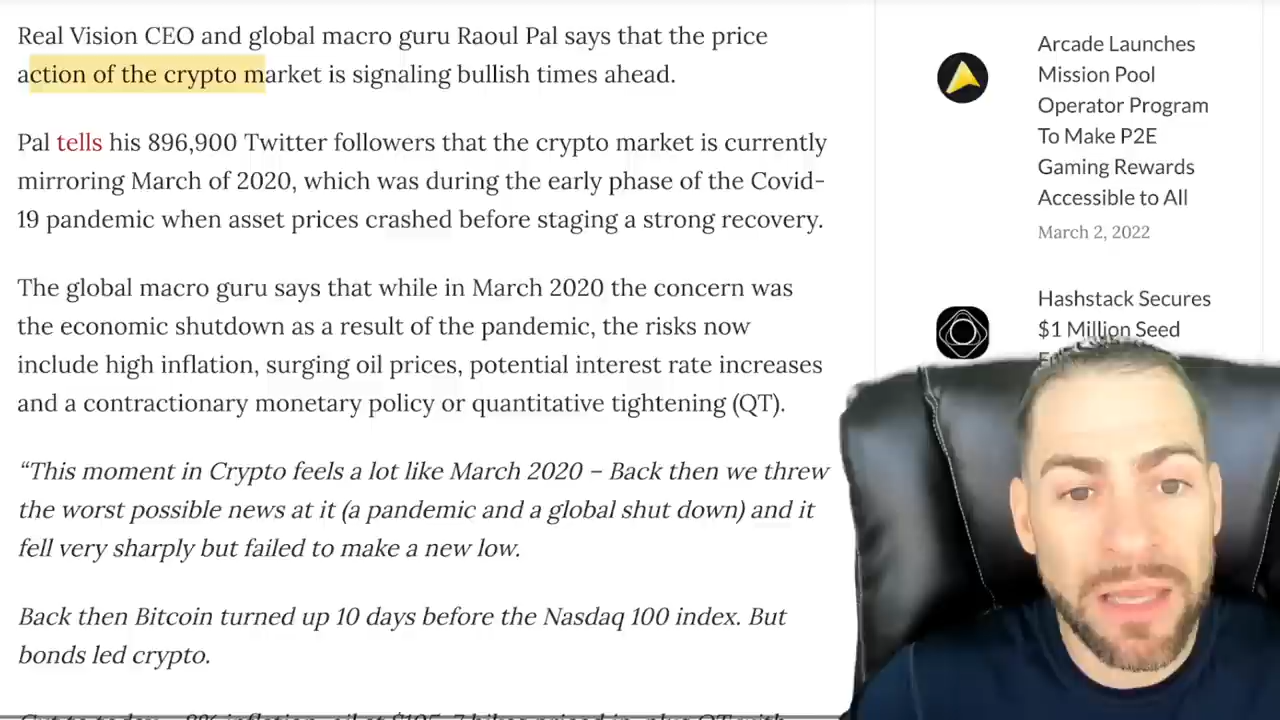 Real Vision CEO and global macro guru Raoul Pal says that the price
action of the crypto market is signaling bullish times ahead.
Pal tells his 896,900 Twitter followers that the crypto market is currently
mirroring March of 2020, which was during the early phase of the Covid-
19 pandemic when asset prices crashed before staging a strong recovery.
The global macro guru says that while in March 2020 the concern was
the economic shutdown as a result of the pandemic, the risks now
include high inflation, surging oil prices, potential interest rate increases
and a contractionary monetary policy or quantitative tightening (QT).
“This moment in Crypto feels a lot like March 2020 – Back then we threw
the worst possible news at it (a pandemic and a global shut down) and it
fell very sharply but failed to make a new low.
Back then Bitcoin turned up 10 days before the Nasdaq 100 index. But
bonds led crypto.
Arcade Launches
Mission Pool
Operator Program
To Make P2E
Gaming Rewards
Accessible to All
March 2, 2022
Hashstack Secures
$1 Million Seed